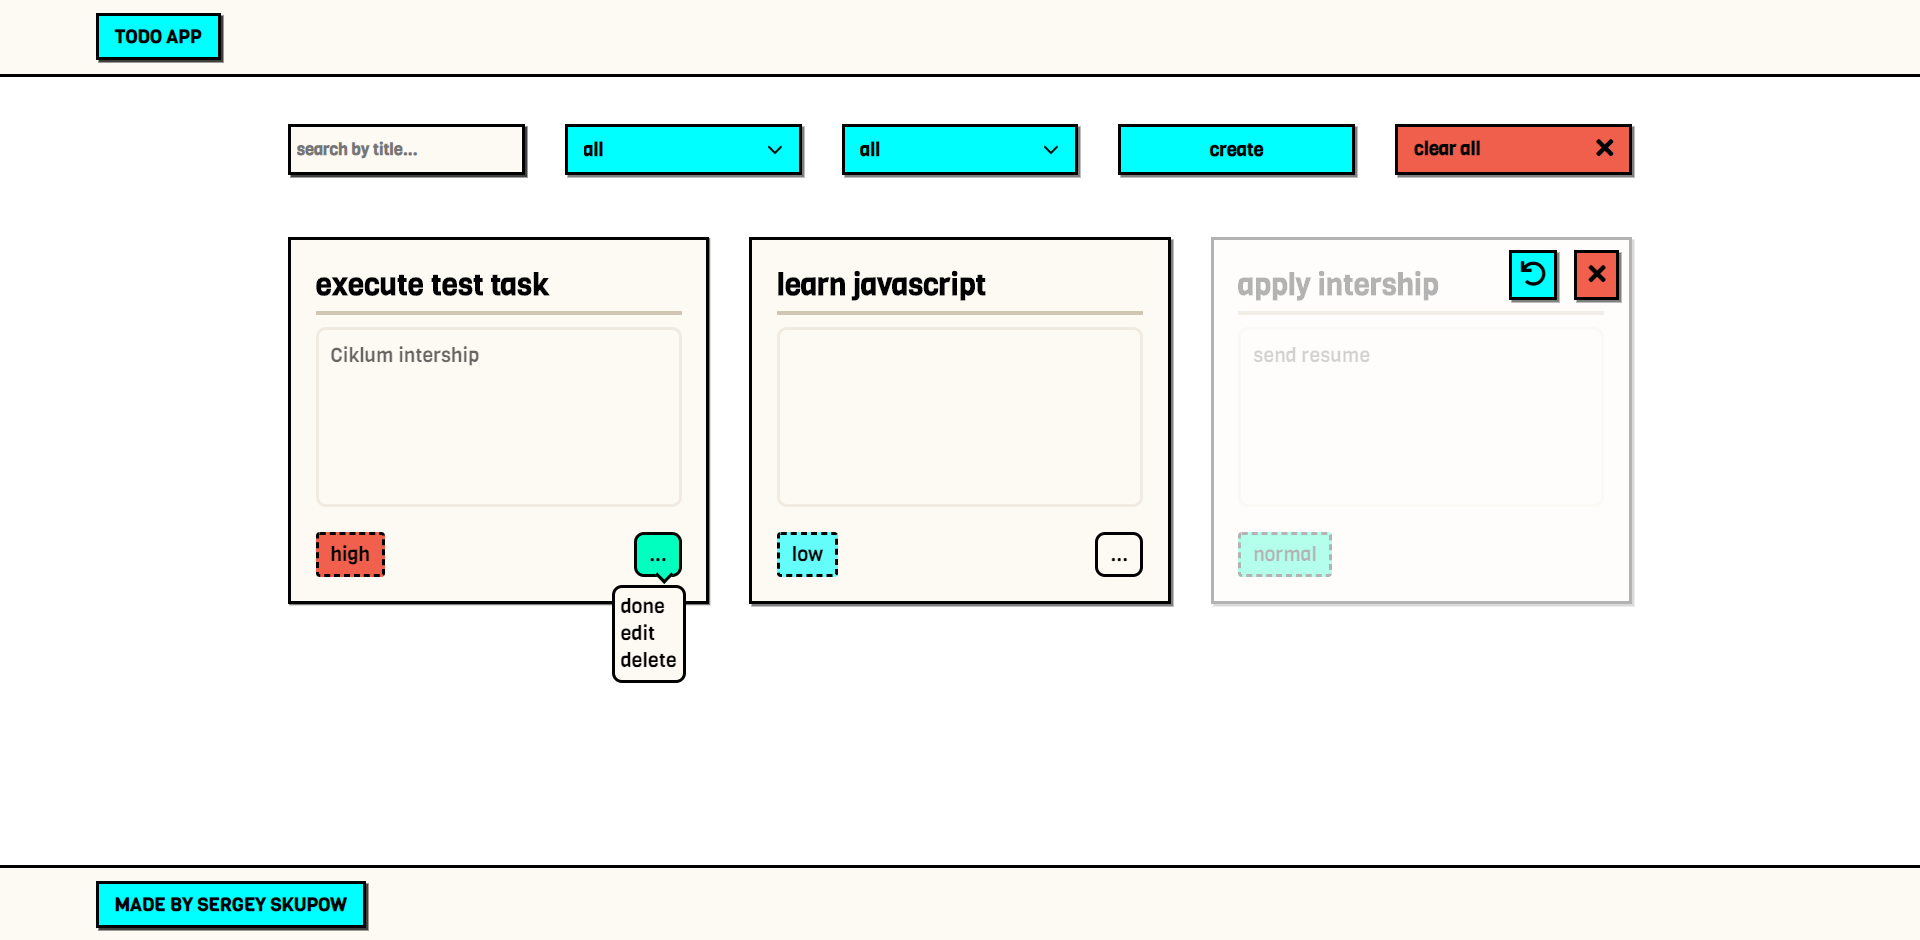 TODO APP
search by title...
all
all
create
clear all
execute test task
Ciklum intership
high
...
done
edit
delete
learn javascript
low
...
apply intership
send resume
normal
MADE BY SERGEY SKUPOW